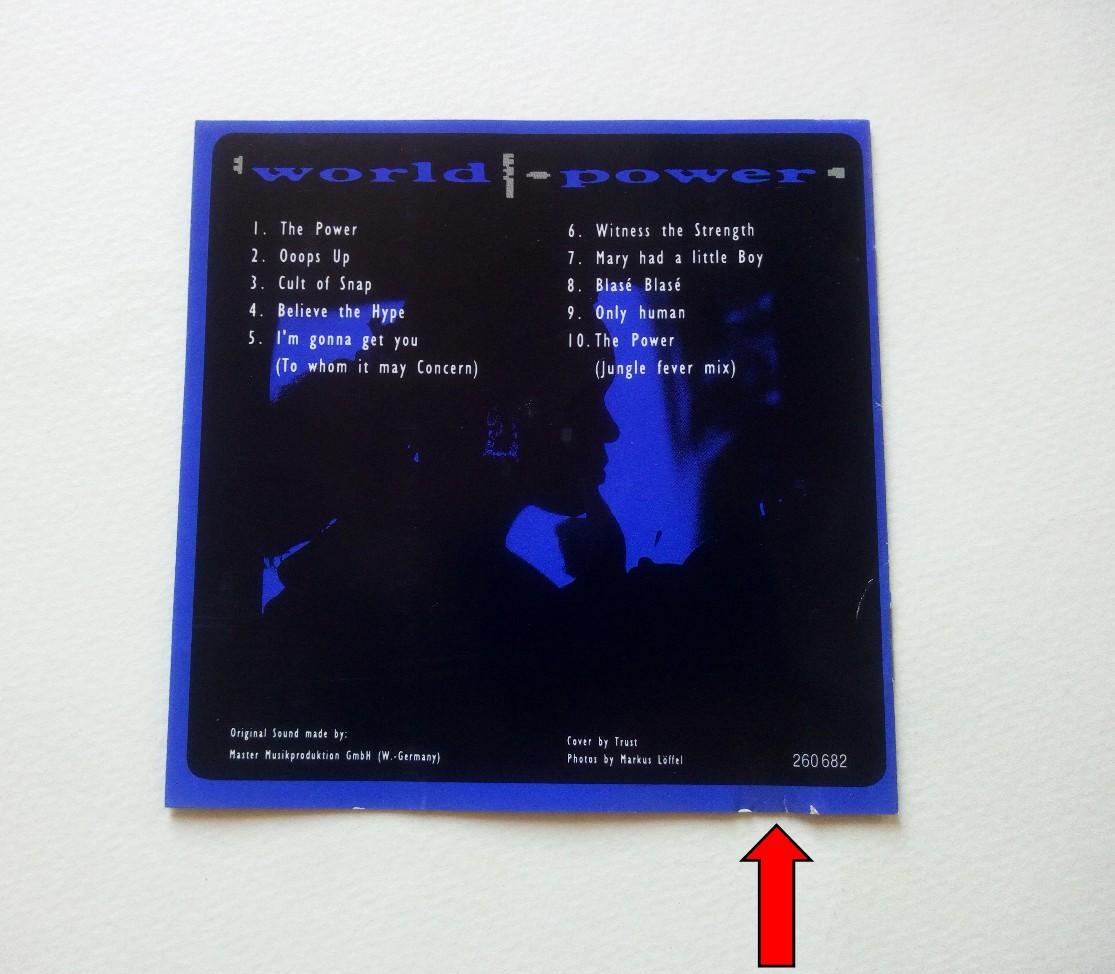 world - power
1. The Power
2. Ooops Up
3. Cult of Snap
4. Believe the Hype
5. I'm gonna get you
(To whom it may Concern)
6. Witness the Strength
7. Mary had a little Boy
8. Blasé Blasé
9. Only human
10. The Power
(Jungle fever mix)
Original Sound made by:
Master Musikproduktion GmbH (W.-Germany)
Cover by Trust
Photos by Markus Löffel
260 682